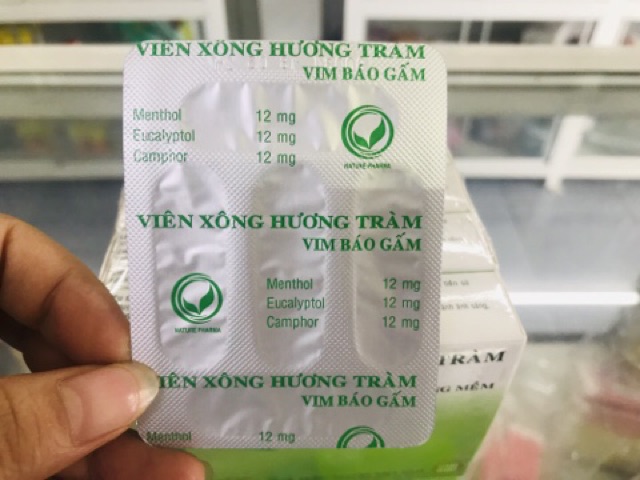 VIÊN XÔNG HƯƠNG TRÀM
VIM BÁO GẤM
Menthol 12 mg
Eucalyptol 12 mg
Camphor 12 mg
NATURE PHARMA
VIÊN XÔNG HƯƠNG TRÀM
VIM BÁO GẤM
Menthol 12 mg
Eucalyptol 12 mg
Camphor 12 mg
NATURE PHARMA
VIÊN XÔNG HƯƠNG TRÀM
VIM BÁO GẤM
Menthol 12 mg
TRÀM
MỀM